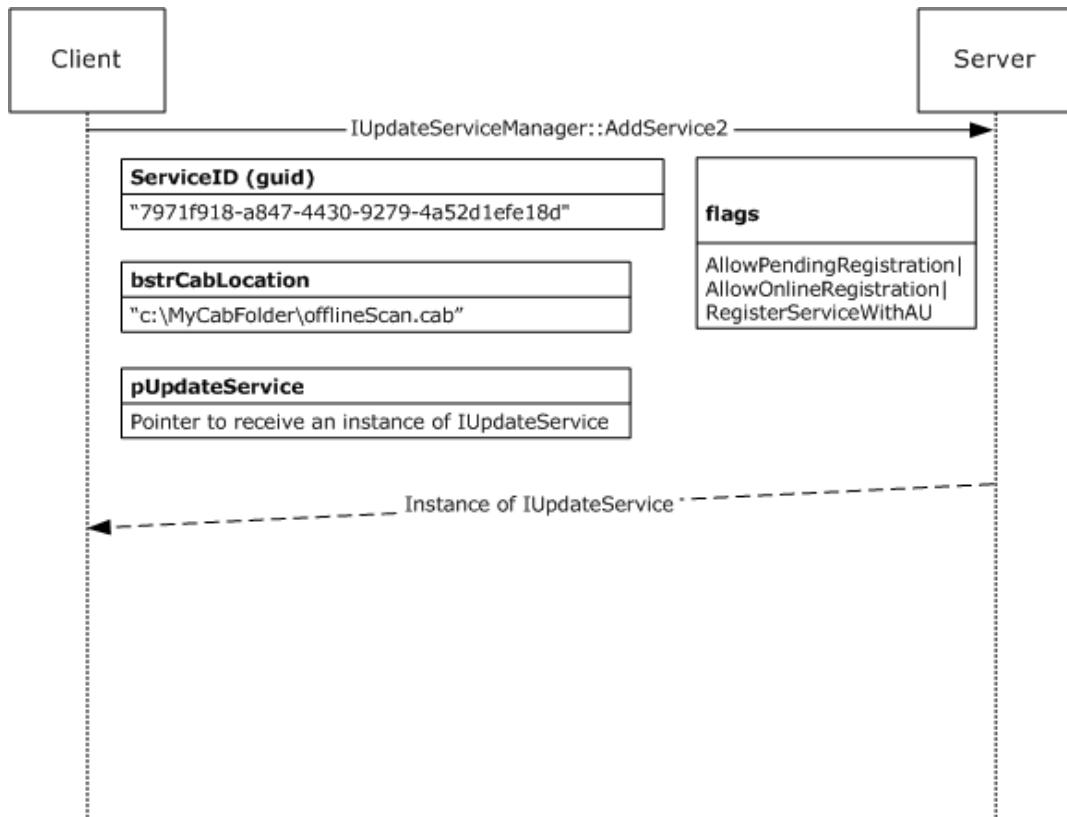 Client
Server
IUpdateServiceManager::AddService2
ServiceID (guid)
“7971f918-a847-4430-9279-4a52d1efe18d"
flags
AllowPendingRegistration|
AllowOnlineRegistration|
RegisterServiceWithAU
bstrCabLocation
“c:\MyCabFolder\offlineScan.cab”
pUpdateService
Pointer to receive an instance of IUpdateService
Instance of IUpdateService